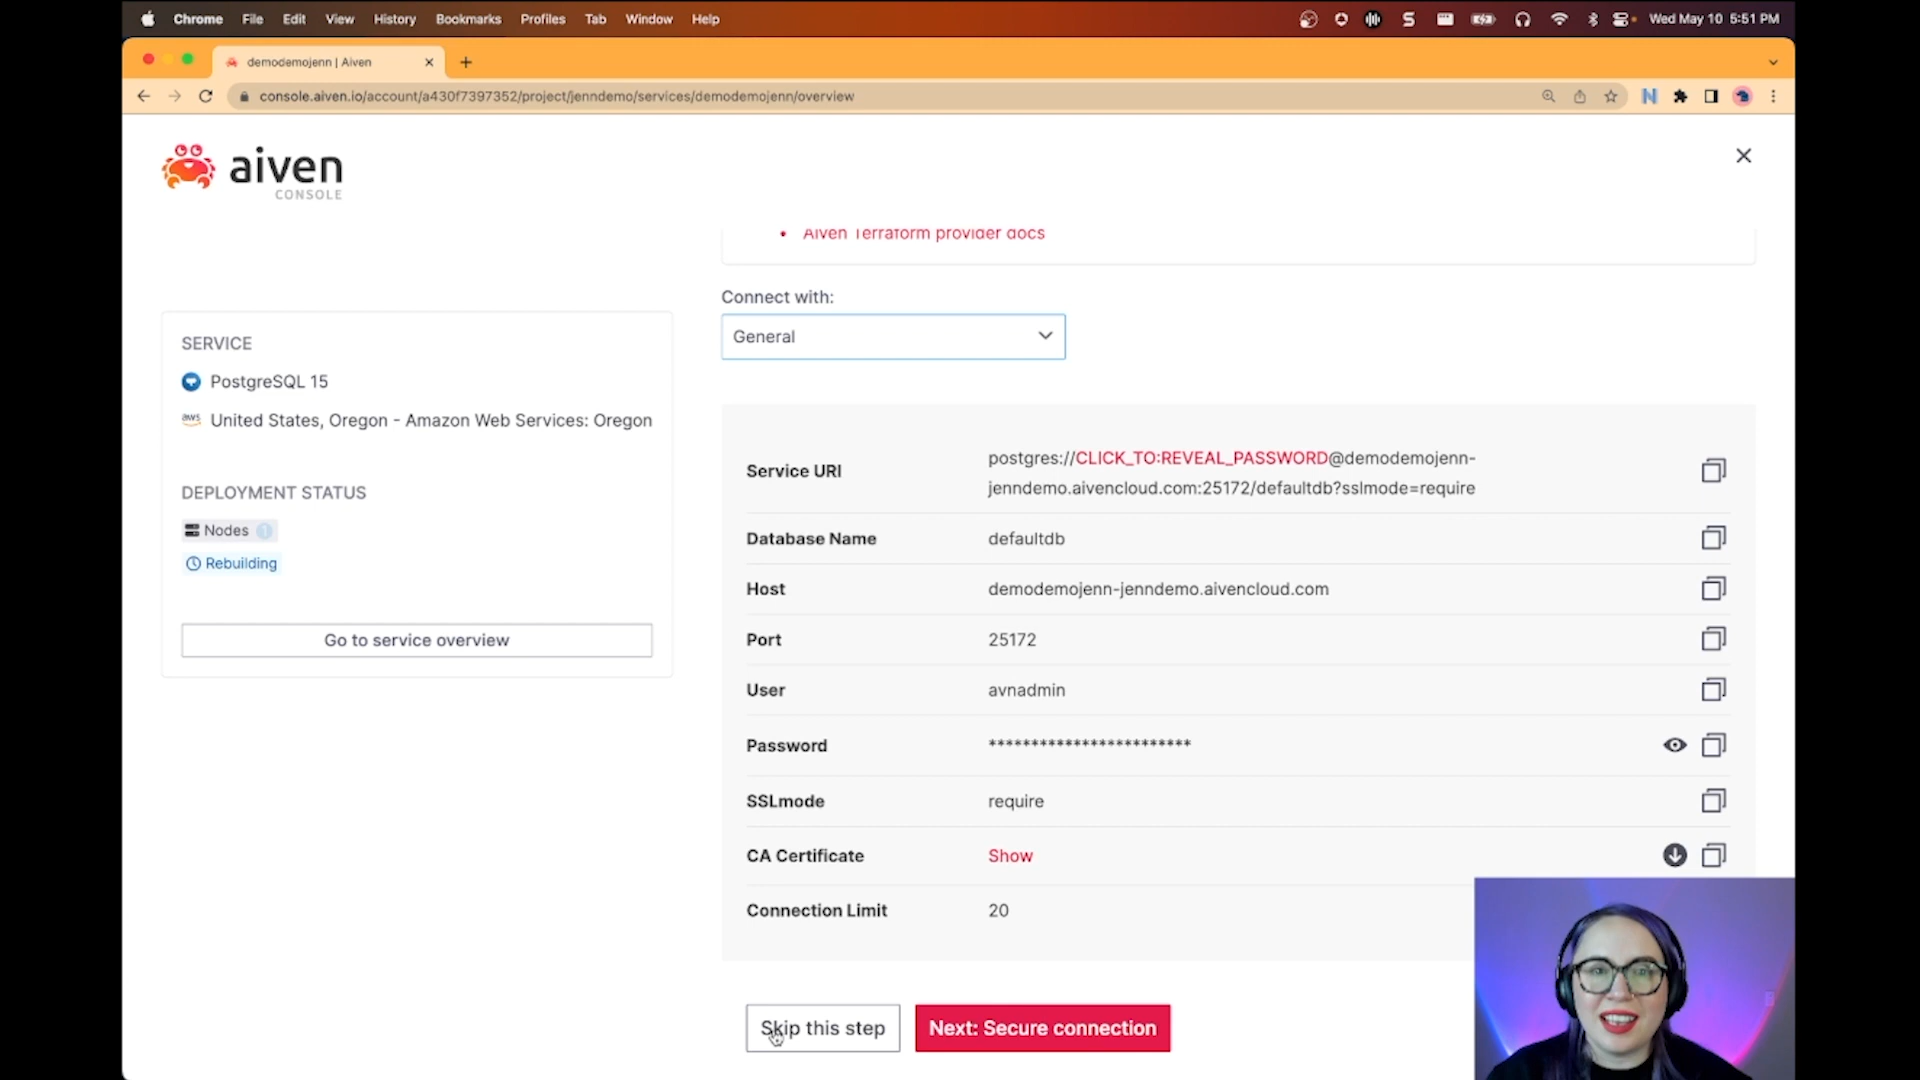 Chrome File Edit View History Bookmarks Profiles Tab Window Help
Wed May 10 5:51 PM
demodemojenn | Aiven
console.aiven.io/account/a430f7397352/project/jenndemo/services/demodemojenn/overview
aiven
CONSOLE
Aiven Terraform provider docs
Connect with:
General
SERVICE
PostgreSQL 15
aws United States, Oregon - Amazon Web Services: Oregon
DEPLOYMENT STATUS
Nodes 1
Rebuilding
Go to service overview
Service URI
postgres://CLICK_TO:REVEAL_PASSWORD@demodemojenn-
jenndemo.aivencloud.com:25172/defaultdb?sslmode=require
Database Name defaultdb
Host demodemojenn-jenndemo.aivencloud.com
Port 25172
User avnadmin
Password ************************
SSLmode require
CA Certificate Show
Connection Limit 20
Skip this step
Next: Secure connection